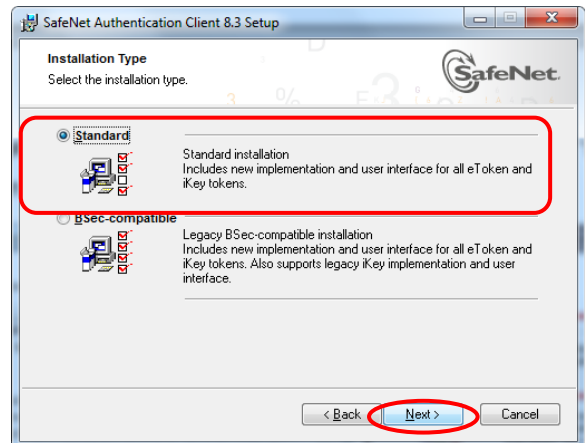 SafeNet Authentication Client 8.3 Setup
Installation Type
Select the installation type.
SafeNet.
Standard
Standard installation
Includes new implementation and user interface for all eToken and
iKey tokens.
BSec-compatible
Legacy BSec-compatible installation
Includes new implementation and user interface for all eToken and
iKey tokens. Also supports legacy iKey implementation and user
interface.
< Back
Next >
Cancel